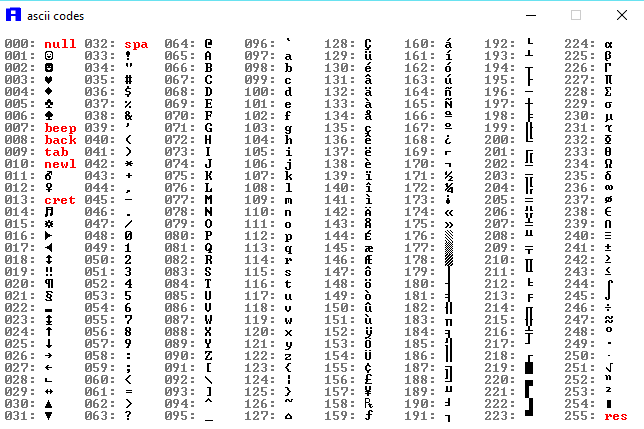 ascii codes
000: null 032: spa 064: @ 096: ` 128: Ç 160: á 192: └ 224: α
001: ☺ 033: ! 065: A 097: a 129: ü 161: í 193: ┴ 225: ß
002: ☻ 034: " 066: B 098: b 130: é 162: ó 194: ┬ 226: Γ
003: ♥ 035: # 067: C 099: c 131: â 163: ú 195: ├ 227: π
004: ♦ 036: $ 068: D 100: d 132: ä 164: ñ 196: ─ 228: Σ
005: ♣ 037: % 069: E 101: e 133: à 165: Ñ 197: ┼ 229: σ
006: ♠ 038: & 070: F 102: f 134: å 166: ª 198: ╞ 230: µ
007: beep 039: ' 071: G 103: g 135: ç 167: º 199: ╟ 231: τ
008: back 040: ( 072: H 104: h 136: ê 168: ¿ 200: ╚ 232: Φ
009: tab 041: ) 073: I 105: i 137: ë 169: ⌐ 201: ╔ 233: Θ
010: newl 042: * 074: J 106: j 138: è 170: ¬ 202: ╩ 234: Ω
011: ♂ 043: + 075: K 107: k 139: ï 171: ½ 203: ╦ 235: δ
012: ♀ 044: , 076: L 108: l 140: î 172: ¼ 204: ╠ 236: ∞
013: cret 045: - 077: M 109: m 141: ì 173: ¡ 205: ═ 237: ø
014: ♫ 046: . 078: N 110: n 142: Ä 174: « 206: ╬ 238: ∈
015: ☼ 047: / 079: O 111: o 143: Å 175: » 207: ╧ 239: ∩
016: ► 048: 0 080: P 112: p 144: É 176: ░ 208: ╨ 240: ≡
017: ◄ 049: 1 081: Q 113: q 145: æ 177: ▒ 209: ╤ 241: ±
018: ↕ 050: 2 082: R 114: r 146: Æ 178: ▓ 210: ╥ 242: ≥
019: ‼ 051: 3 083: S 115: s 147: ô 179: │ 211: ╙ 243: ≤
020: ¶ 052: 4 084: T 116: t 148: ö 180: ┤ 212: ╘ 244: ⌠
021: § 053: 5 085: U 117: u 149: ò 181: ╡ 213: ╒ 245: ⌡
022: ▬ 054: 6 086: V 118: v 150: û 182: ╢ 214: ╓ 246: ÷
023: ↨ 055: 7 087: W 119: w 151: ù 183: ╖ 215: ╫ 247: ≈
024: ↑ 056: 8 088: X 120: x 152: ÿ 184: ╕ 216: ╪ 248: °
025: ↓ 057: 9 089: Y 121: y 153: Ö 185: ╣ 217: ┘ 249: ∙
026: → 058: : 090: Z 122: z 154: Ü 186: ║ 218: ┌ 250: ·
027: ← 059: ; 091: [ 123: { 155: ¢ 187: ╗ 219: █ 251: √
028: ∟ 060: < 092: \ 124: ¦ 156: £ 188: ╝ 220: ▄ 252: ⁿ
029: ↔ 061: = 093: ] 125: } 157: ¥ 189: ╜ 221: ▌ 253: ²
030: ▲ 062: > 094: ^ 126: ~ 158: ₧ 190: ╛ 222: ▐ 254: ■
031: ▼ 063: ? 095: _ 127: ⌂ 159: ƒ 191: ┐ 223: ▀ 255: res